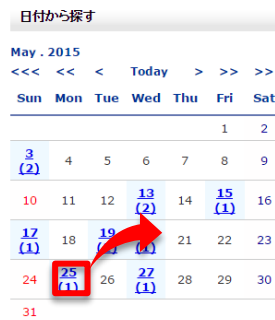 日付から探す
May . 2015
<<< << < Today > >> >>
Sun Mon Tue Wed Thu Fri Sat
1 2
3 4 5 6 7 8 9
(2)
10 11 12 13 14 15 16
(2) (1)
17 18 19 21 22 23
(1) (1)
24 25 26 27 28 29 30
(1) (1)
31